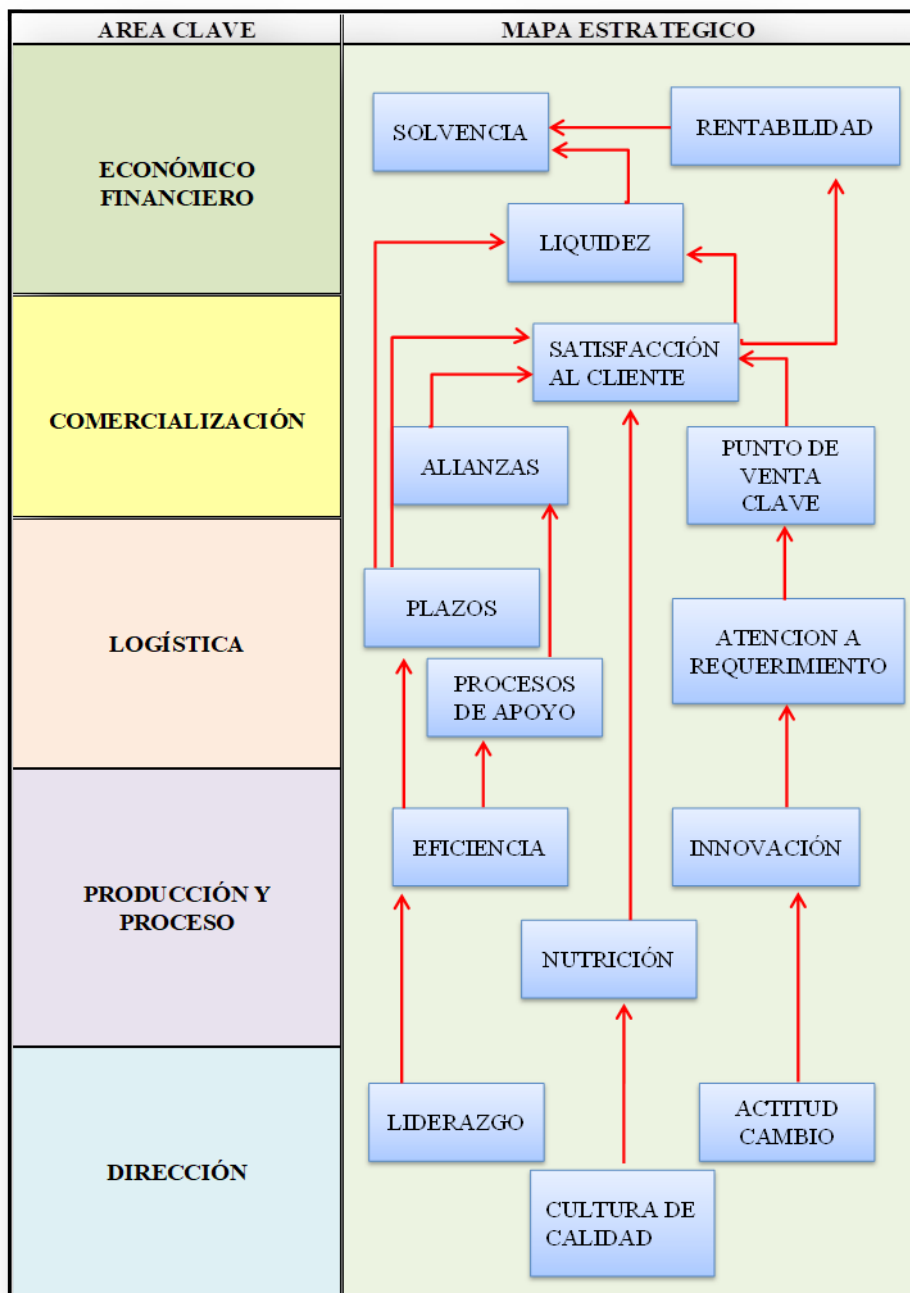 AREA CLAVE
MAPA ESTRATEGICO
ECONÓMICO
FINANCIERO
SOLVENCIA
RENTABILIDAD
LIQUIDEZ
COMERCIALIZACIÓN
SATISFACCIÓN
AL CLIENTE
ALIANZAS
PUNTO DE
VENTA
CLAVE
LOGÍSTICA
PLAZOS
ATENCION A
REQUERIMIENTO
PROCESOS
DE APOYO
PRODUCCIÓN Y
PROCESO
EFICIENCIA
INNOVACIÓN
NUTRICIÓN
DIRECCIÓN
LIDERAZGO
ACTITUD
CAMBIO
CULTURA DE
CALIDAD